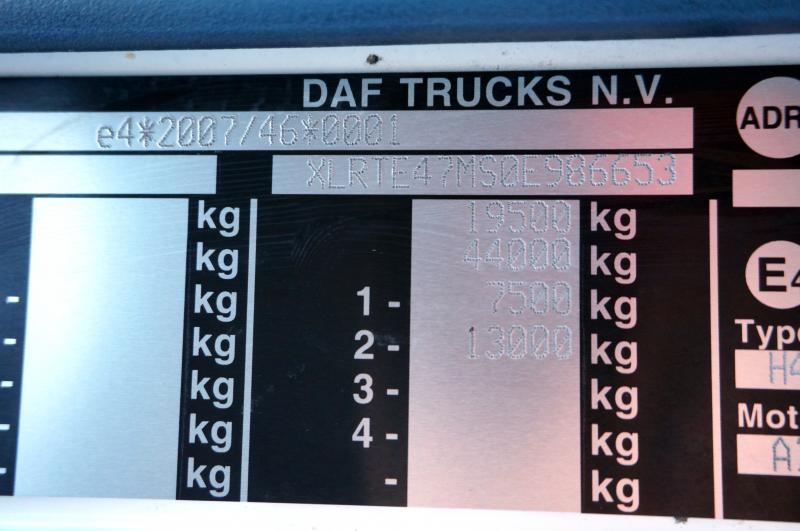 DAF TRUCKS N.V.
ADR
e4*2007/46*0001
XLRTE47MS0E986653
kg 19500 kg
kg 44000 kg
- kg 1- 7500 kg
- kg 2- 13000 kg
- kg 3- kg
- kg 4- kg
- kg - kg
E4
Type
H4
Mot